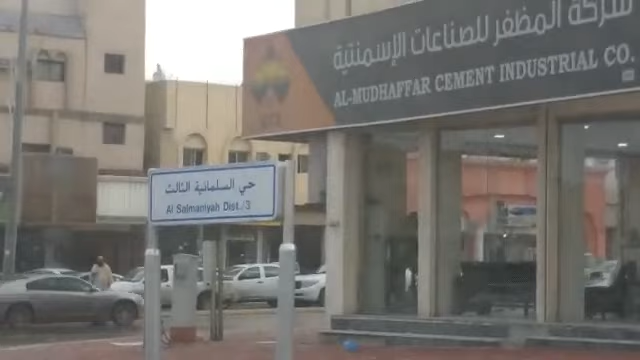 شركة المظفر للصناعات الإسمنتية
AL-MUDHAFFAR CEMENT INDUSTRIAL CO.
حي السلمانية الثالث
Al Salmaniyah Dist./3